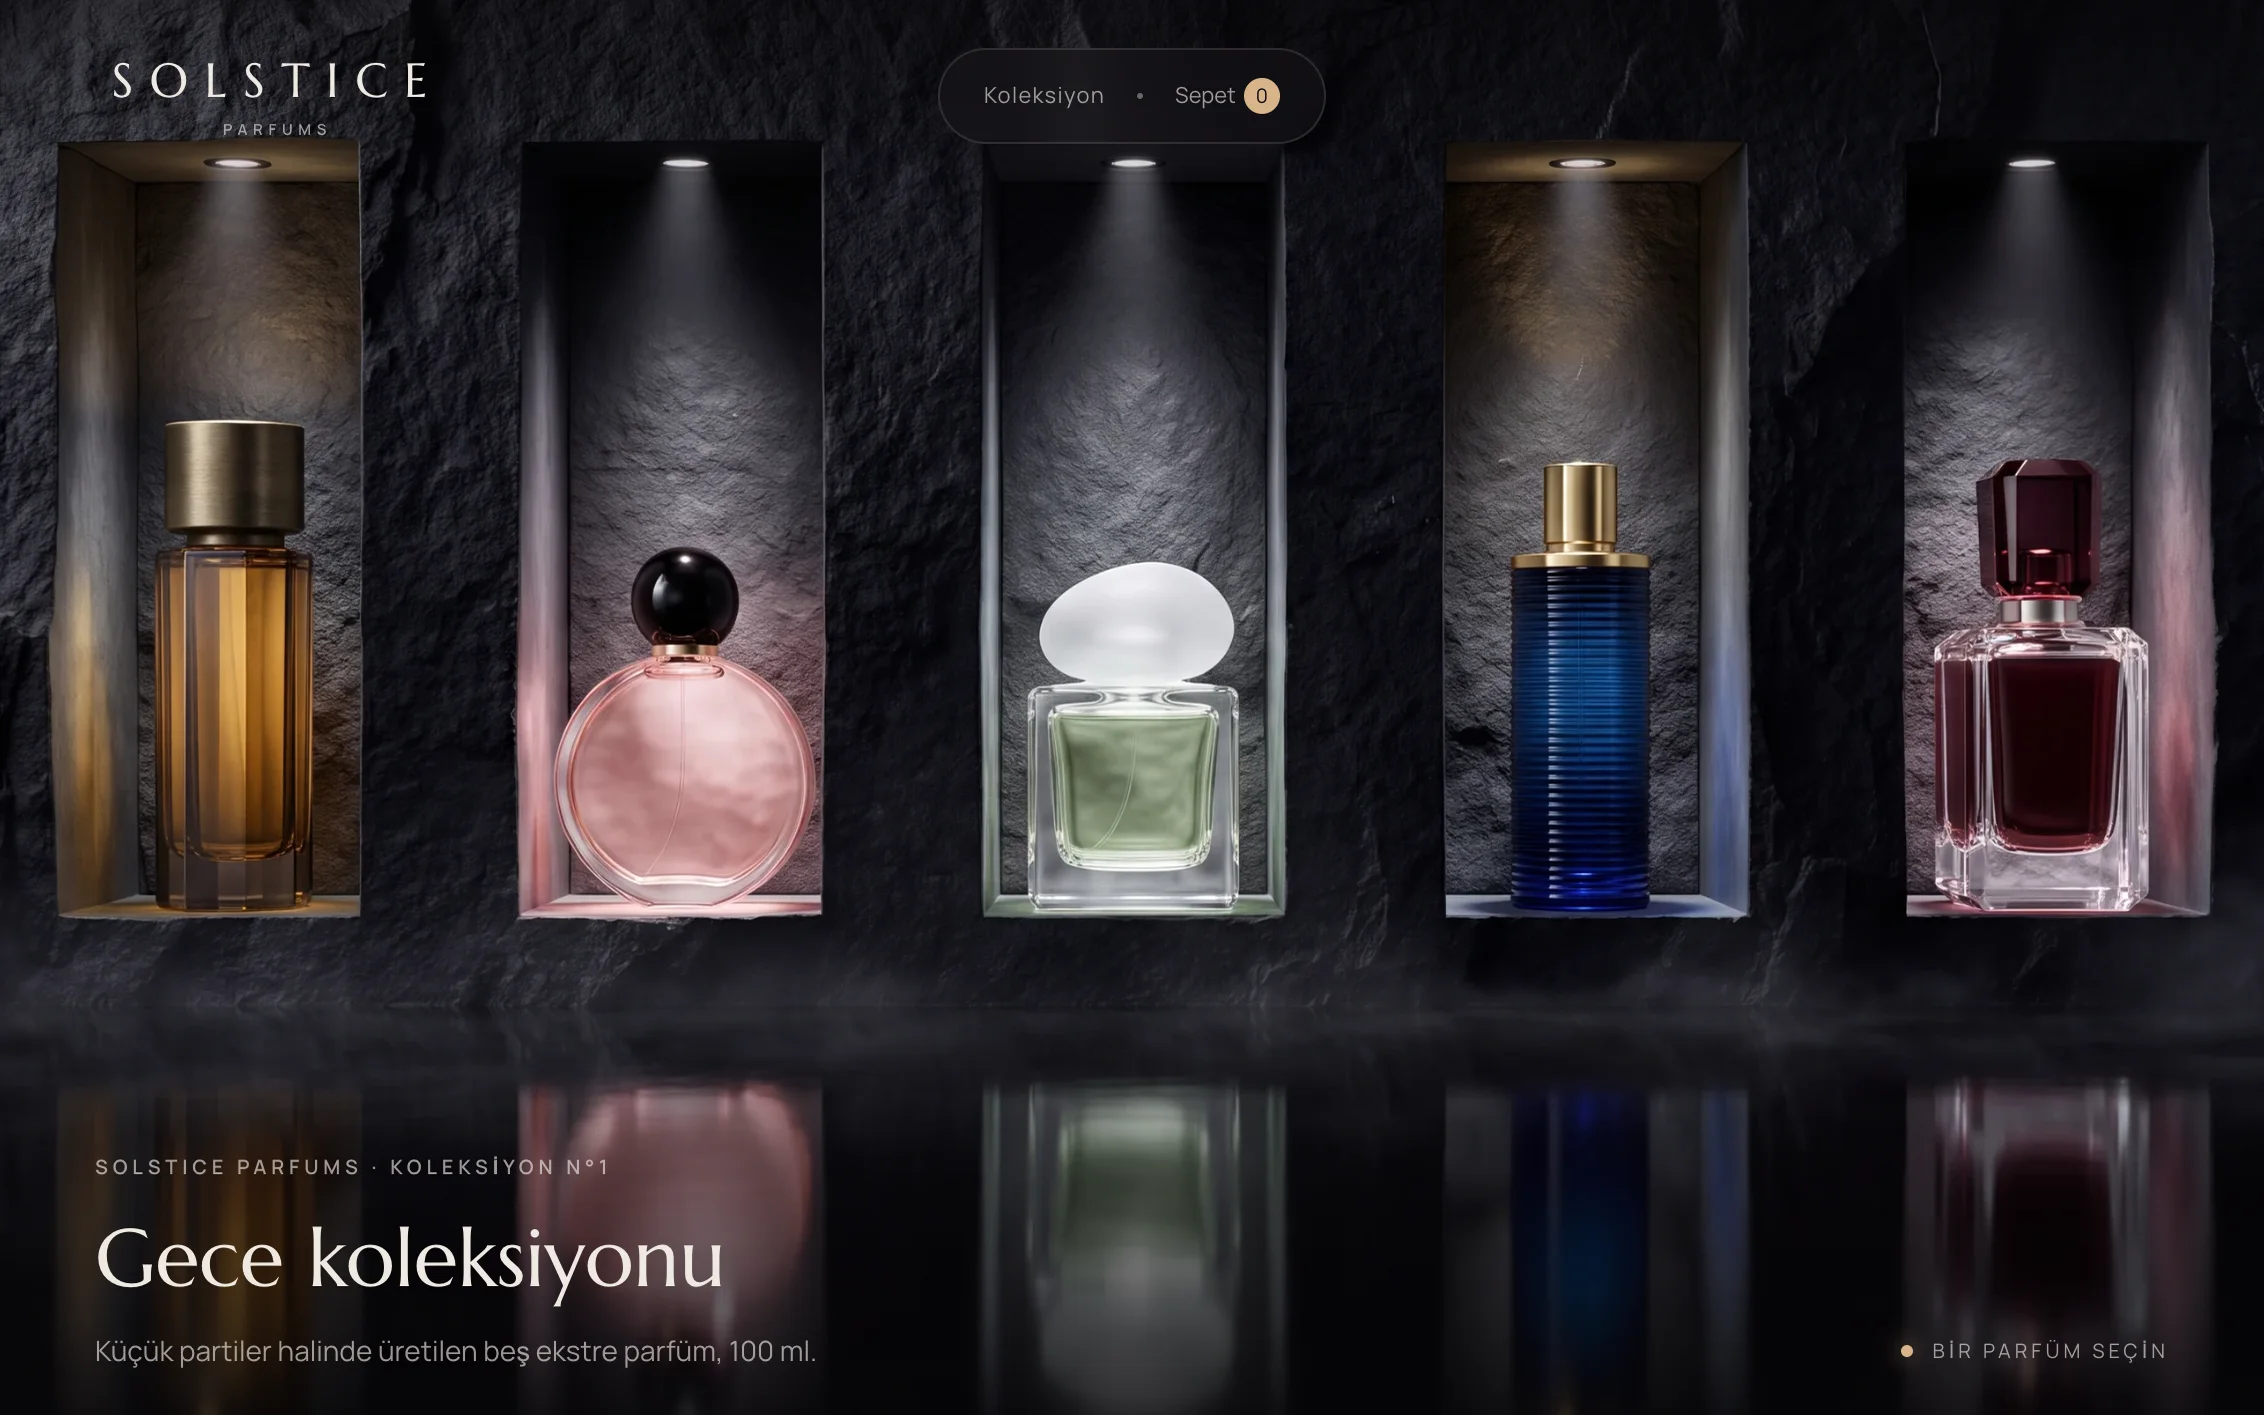 SOLSTICE
PARFUMS
Koleksiyon • Sepet 0
SOLSTICE PARFUMS · KOLEKSİYON N°1
Gece koleksiyonu
Küçük partiler halinde üretilen beş ekstre parfüm, 100 ml.
BİR PARFÜM SEÇİN